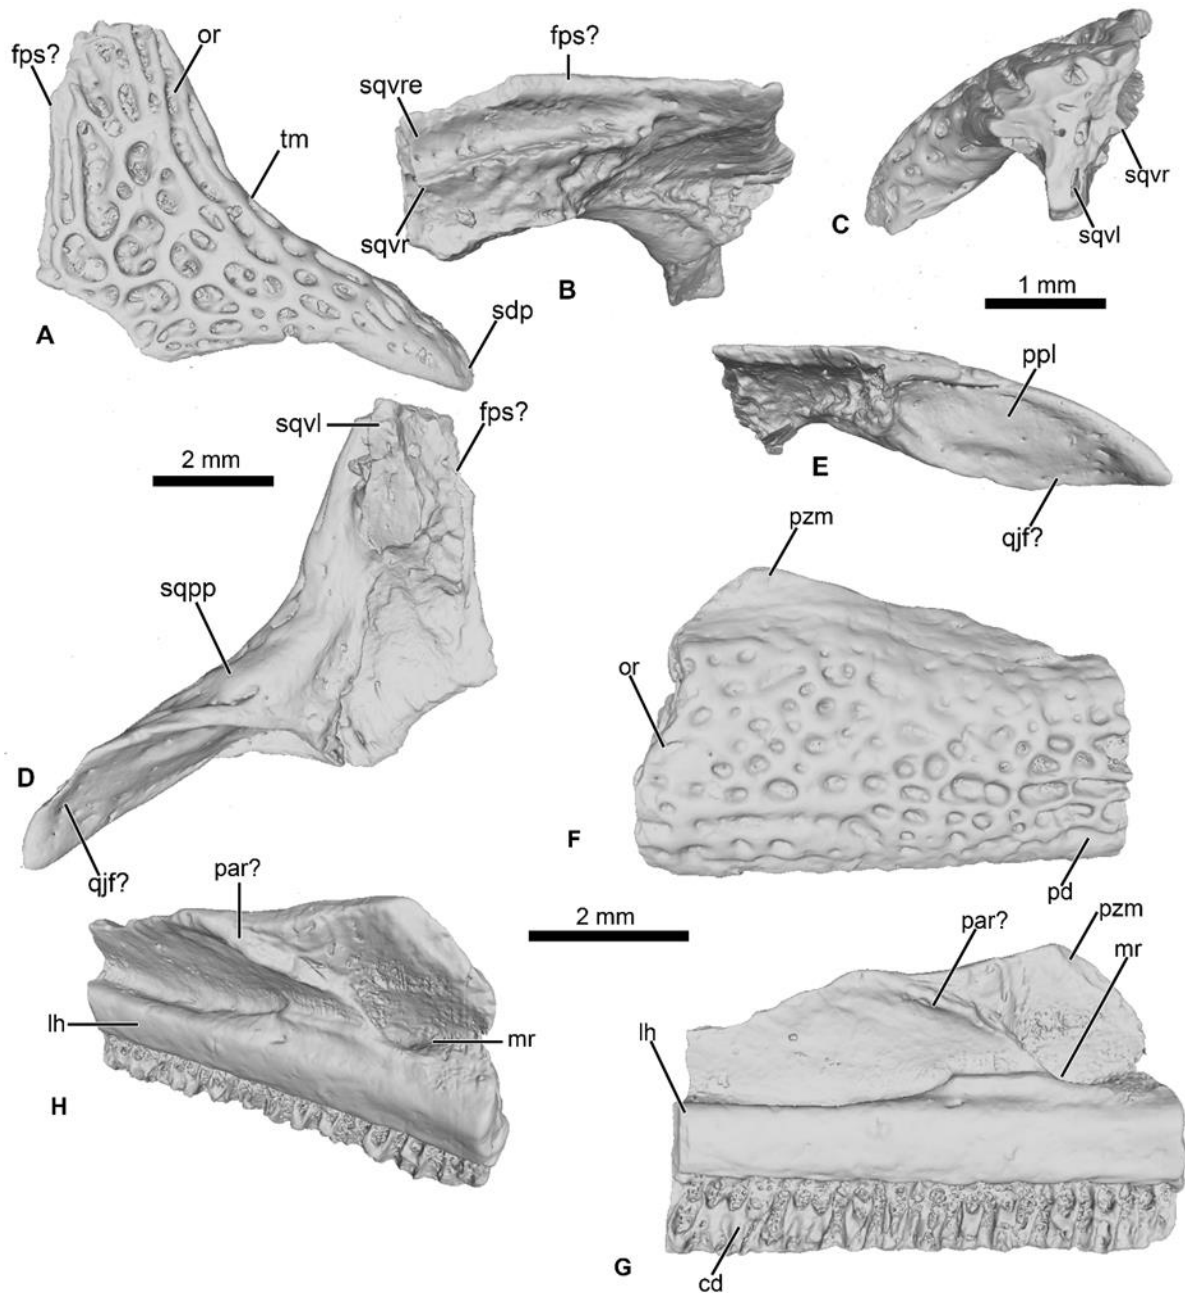 fps?
or
tm
sdp
A
fps?
sqvre
sqvr
B
sqvr
sqvl
C
1 mm
ppl
qjf?
E
sqvl
fps?
2 mm
sqpp
qjf?
D
pzm
or
pd
F
par?
lh
mr
H
2 mm
par?
pzm
mr
lh
cd
G